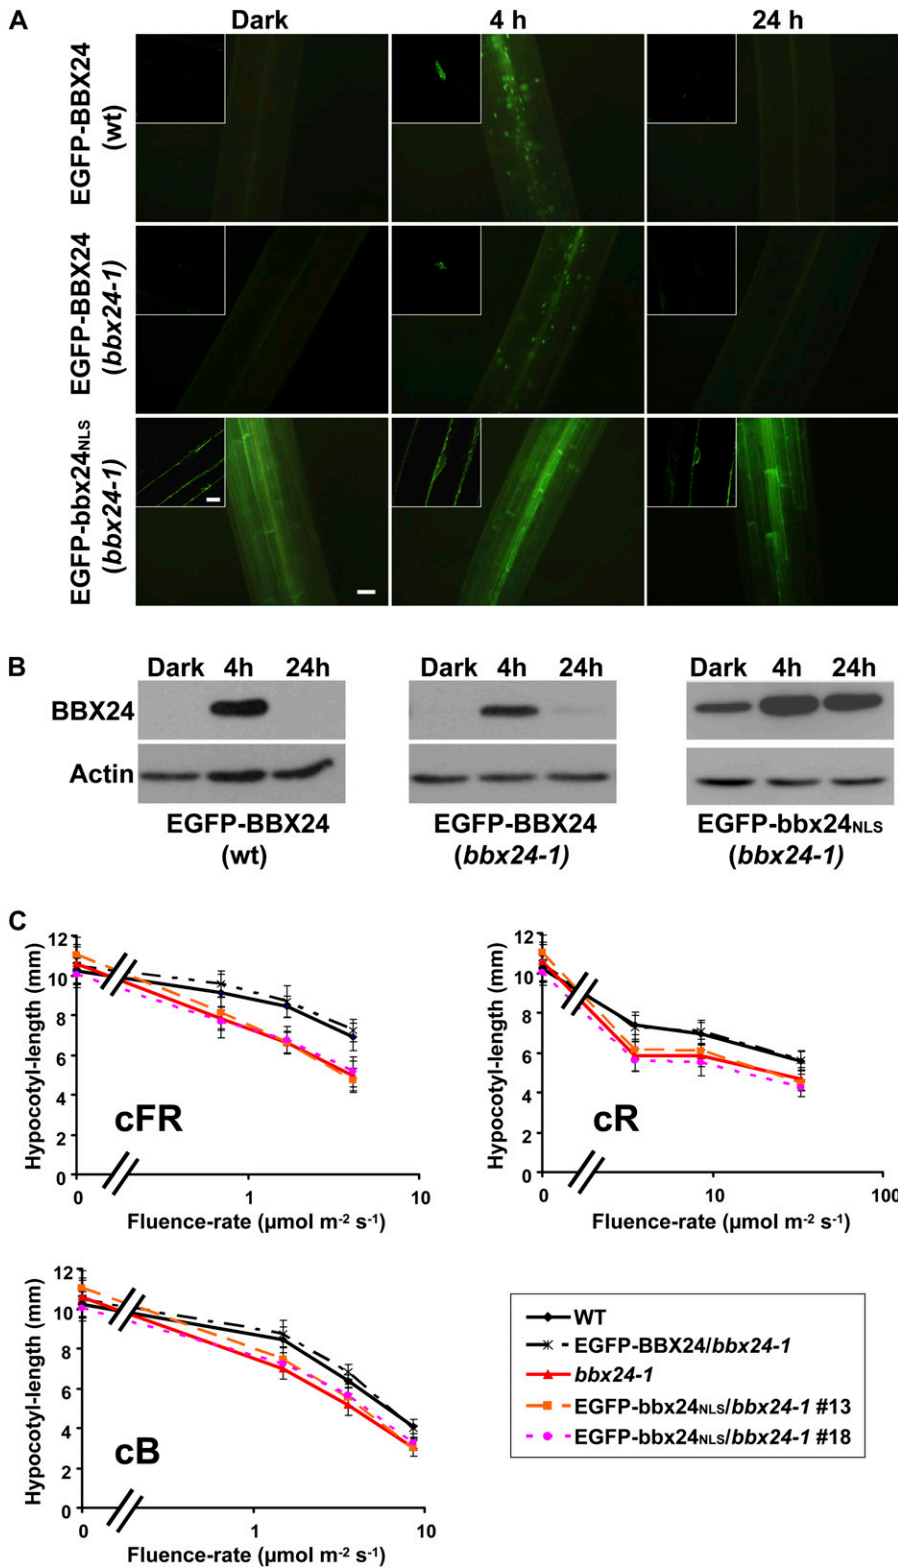 A
Dark 4 h 24 h
EGFP-BBX24
(wt)
EGFP-BBX24
(bbx24-1)
EGFP-bbx24NLS
(bbx24-1)
B
Dark 4h 24h
Dark 4h 24h
Dark 4h 24h
BBX24
Actin
EGFP-BBX24
(wt)
EGFP-BBX24
(bbx24-1)
EGFP-bbx24NLS
(bbx24-1)
C
Hypocotyl-length (mm)
12
10
8
6
4
2
0
cFR
0 1 10
Fluence-rate (µmol m⁻² s⁻¹)
Hypocotyl-length (mm)
12
10
8
6
4
2
0
cR
0 10 100
Fluence-rate (µmol m⁻² s⁻¹)
Hypocotyl-length (mm)
12
10
8
6
4
2
0
cB
0 1 10
Fluence-rate (µmol m⁻² s⁻¹)
WT
EGFP-BBX24/bbx24-1
bbx24-1
EGFP-bbx24NLS/bbx24-1 #13
EGFP-bbx24NLS/bbx24-1 #18